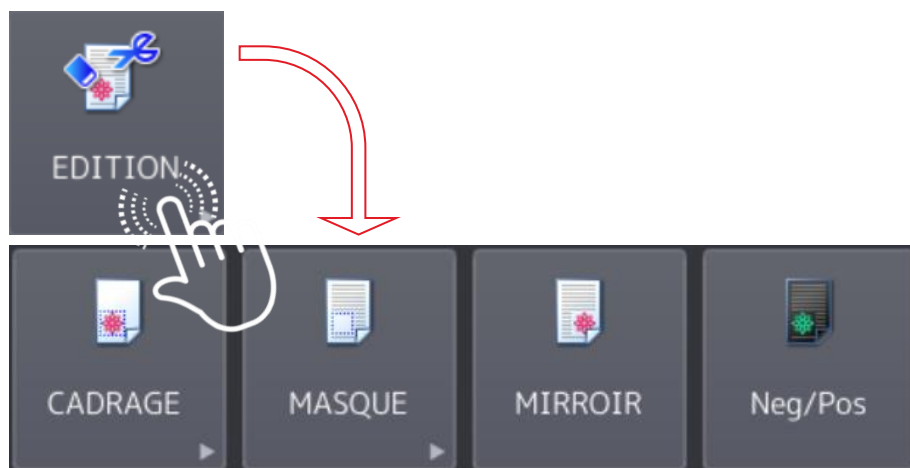 EDITION
CADRAGE
MASQUE
MIRROIR
Neg/Pos